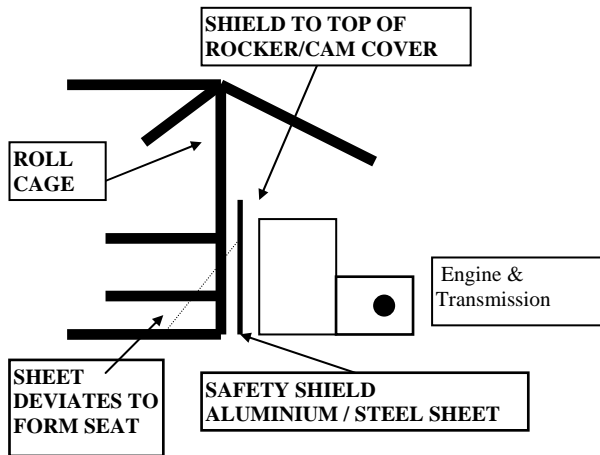 SHIELD TO TOP OF
ROCKER/CAM COVER
ROLL
CAGE
Engine &
Transmission
SHEET
DEVIATES TO
FORM SEAT
SAFETY SHIELD
ALUMINIUM / STEEL SHEET